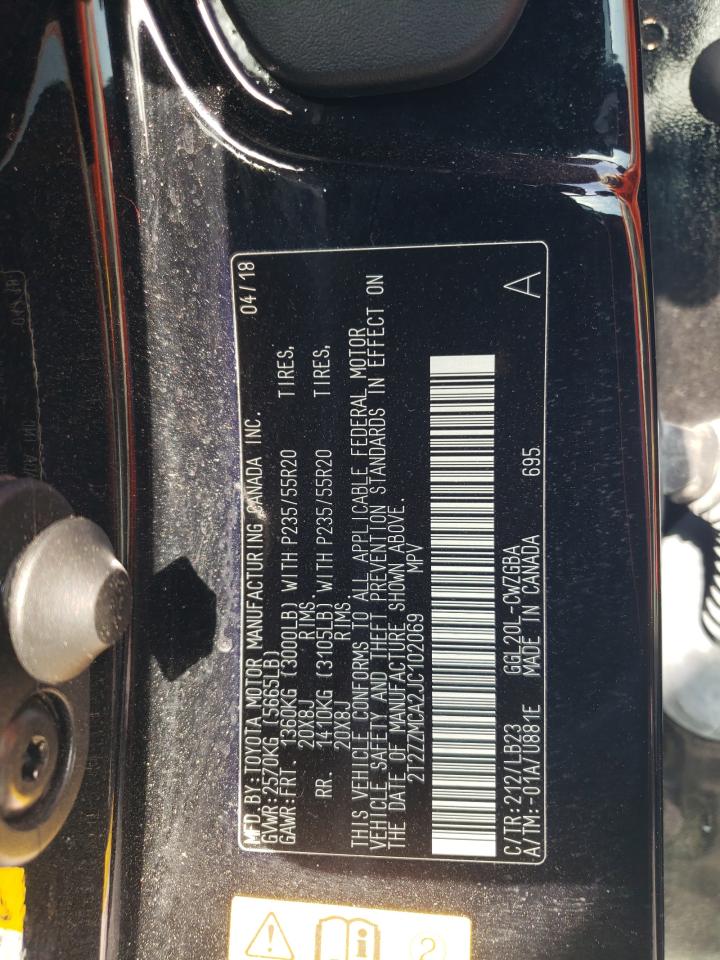 MFD. BY:TOYOTA MOTOR MANUFACTURING CANADA INC. 04/18
GVWR:2570KG (5665LB)
GAWR:FRT. 1360KG (3000LB) WITH P235/55R20 TIRES,
20X8J RIMS
RR. 1410KG (3105LB) WITH P235/55R20 TIRES,
20X8J RIMS
THIS VEHICLE CONFORMS TO ALL APPLICABLE FEDERAL MOTOR
VEHICLE SAFETY AND THEFT PREVENTION STANDARDS IN EFFECT ON
THE DATE OF MANUFACTURE SHOWN ABOVE.
2T2ZZMCA2JC102069 MPV
C/TR:212/LB23 GGL20L-CWZGBA
A/TM:-01A/U881E MADE IN CANADA 695 A